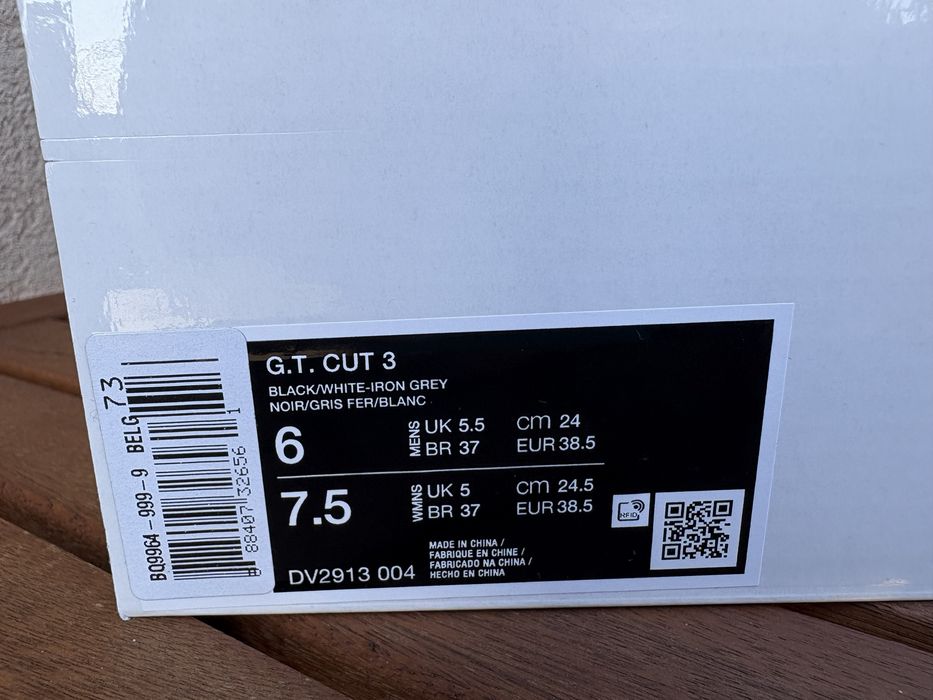 G.T. CUT 3
BLACK/WHITE-IRON GREY
NOIR/GRIS FER/BLANC
6
MENS
UK 5.5
BR 37
cm 24
EUR 38.5
7.5
WMNS
UK 5
BR 37
cm 24.5
EUR 38.5
DV2913 004
MADE IN CHINA /
FABRIQUE EN CHINE /
FABRICADO NA CHINA /
HECHO EN CHINA
RFID
BQ9964-999-9 BELG 73
8 88407 32656 1